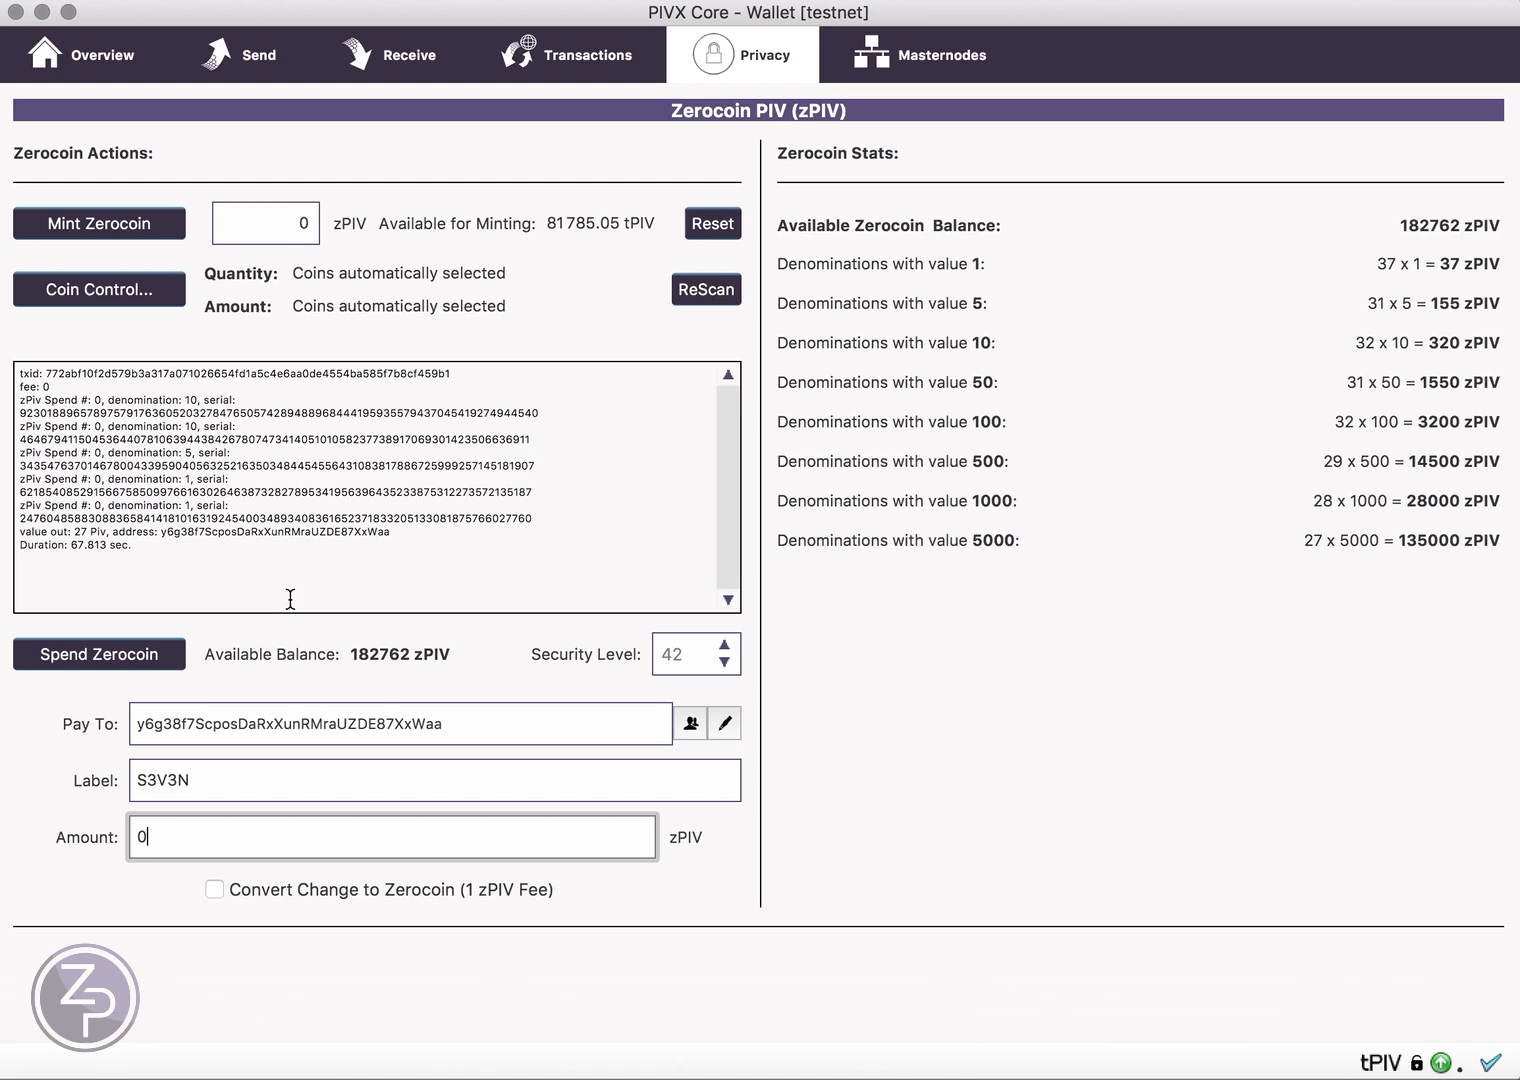 PIVX Core - Wallet [testnet]
Overview
Send
Receive
Transactions
Privacy
Masternodes
Zerocoin PIV (zPIV)
Zerocoin Actions:
Mint Zerocoin 0 zPIV Available for Minting: 81785.05 tPIV Reset
Coin Control... Quantity: Coins automatically selected ReScan
Amount: Coins automatically selected
txid: 772abf10f2d579b3a317a071026654fd1a5c4e6aa0de4554ba585f7b8cf459b1
fee: 0
zPiv Spend #: 0, denomination: 10, serial:
92301889657897579176360520327847650574289488968444195935579437045419274944540
zPiv Spend #: 0, denomination: 10, serial:
46467941150453644078106394438426780747341405101058237738917069301423506636911
zPiv Spend #: 0, denomination: 5, serial:
34354763701467800433959040563252163503484454556431083817886725999257145181907
zPiv Spend #: 0, denomination: 1, serial:
62185408529156675850997661630264638732827895341956396435233875312273572135187
zPiv Spend #: 0, denomination: 1, serial:
24760485883088365841418101631924540034893408361652371833205133081875766027760
value out: 27 Piv, address: y6g38f7ScposDaRxXunRMraUZDE87XxWaa
Duration: 67.813 sec.
Spend Zerocoin Available Balance: 182762 zPIV Security Level: 42
Pay To: y6g38f7ScposDaRxXunRMraUZDE87XxWaa
Label: S3V3N
Amount: 0 zPIV
Convert Change to Zerocoin (1 zPIV Fee)
Zerocoin Stats:
Available Zerocoin Balance: 182762 zPIV
Denominations with value 1: 37 x 1 = 37 zPIV
Denominations with value 5: 31 x 5 = 155 zPIV
Denominations with value 10: 32 x 10 = 320 zPIV
Denominations with value 50: 31 x 50 = 1550 zPIV
Denominations with value 100: 32 x 100 = 3200 zPIV
Denominations with value 500: 29 x 500 = 14500 zPIV
Denominations with value 1000: 28 x 1000 = 28000 zPIV
Denominations with value 5000: 27 x 5000 = 135000 zPIV
ZP
tPIV